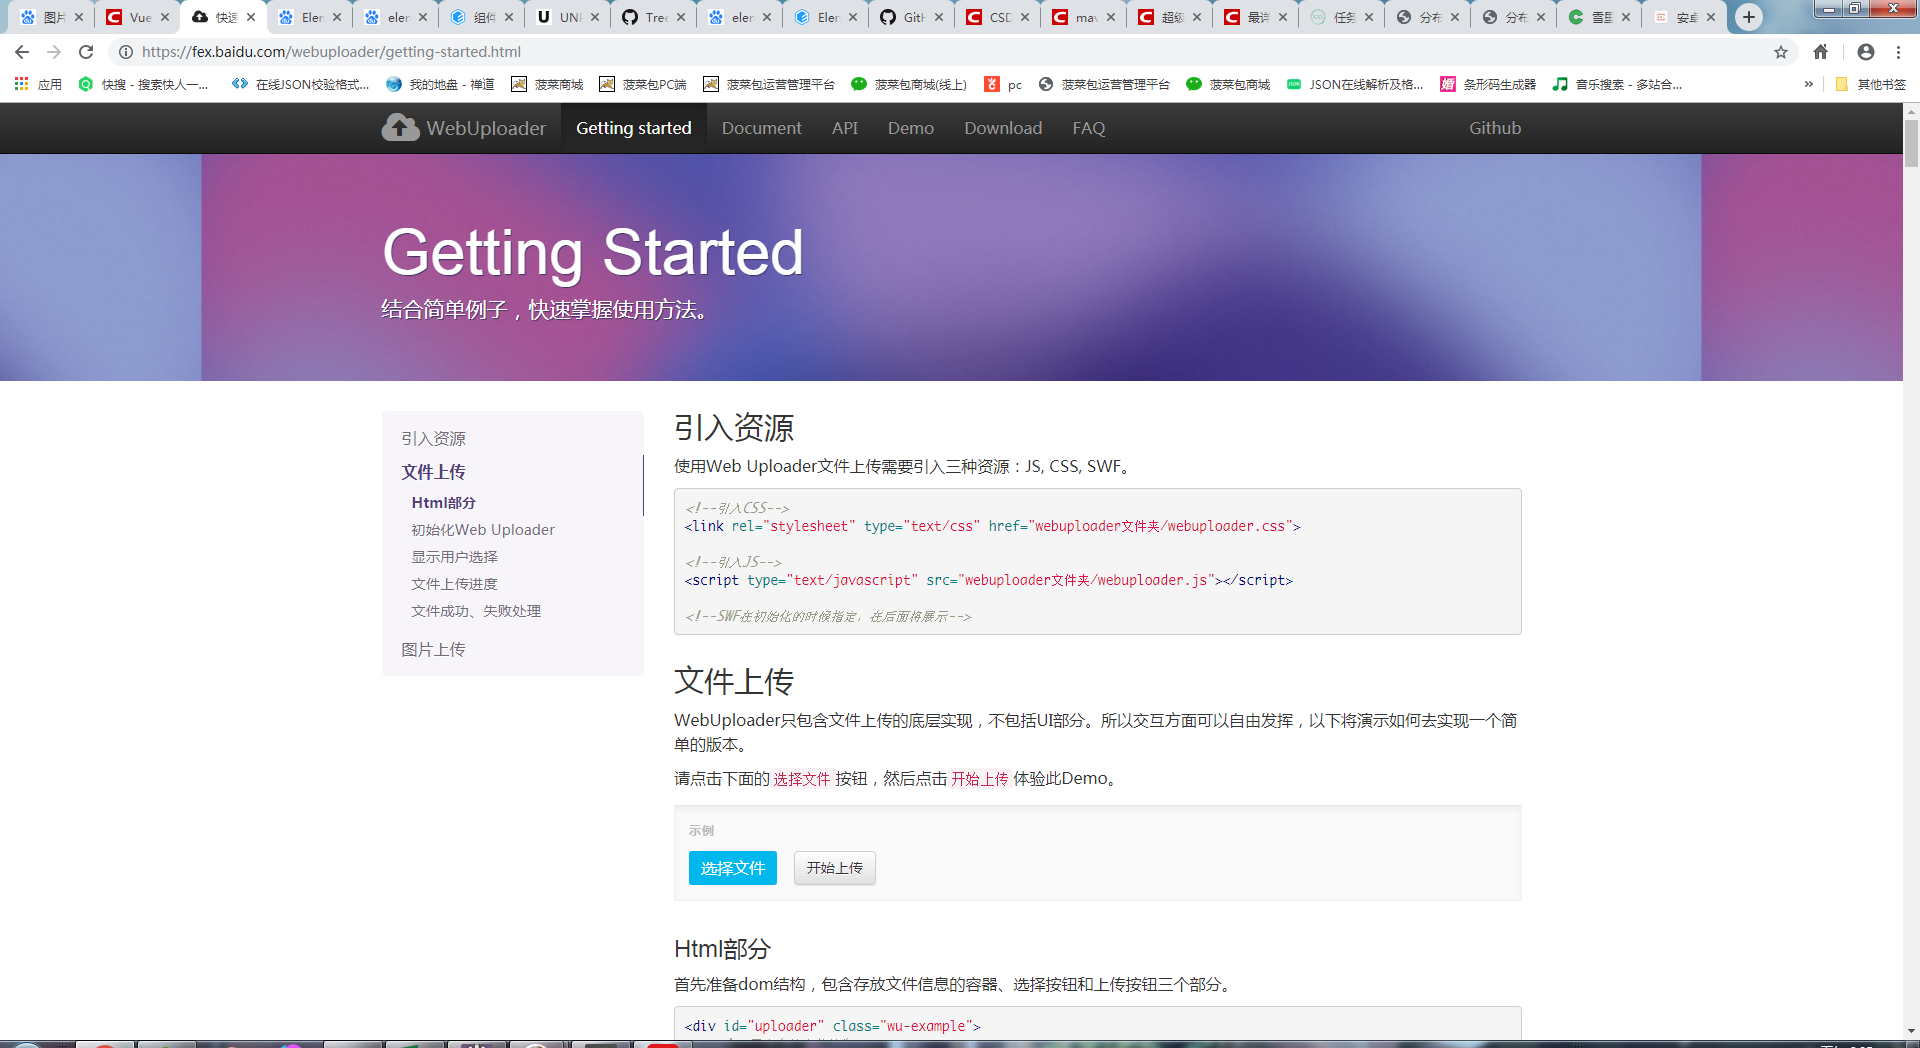 图片
Vue
快速
Elen
eler
组件
UNI
Tree
eler
Elen
Gith
CSD
mav
超级
最详
任务
分布
分布
雪里
安卓
https://fex.baidu.com/webuploader/getting-started.html
应用
快搜 - 搜索快人一...
在线JSON校验格式...
我的地盘 - 禅道
菠菜商城
菠菜包PC端
菠菜包运营管理平台
菠菜包商城(线上)
pc
菠菜包运营管理平台
菠菜包商城
JSON在线解析及格...
条形码生成器
音乐搜索 - 多站合...
»
其他书签
WebUploader
Getting started
Document
API
Demo
Download
FAQ
Github
Getting Started
结合简单例子，快速掌握使用方法。
引入资源
文件上传
Html部分
初始化Web Uploader
显示用户选择
文件上传进度
文件成功、失败处理
图片上传
引入资源
使用Web Uploader文件上传需要引入三种资源：JS, CSS, SWF。
<!--引入CSS-->
<link rel="stylesheet" type="text/css" href="webuploader文件夹/webuploader.css">
<!--引入JS-->
<script type="text/javascript" src="webuploader文件夹/webuploader.js"></script>
<!--SWF在初始化的时候指定，在后面将展示-->
文件上传
WebUploader只包含文件上传的底层实现，不包括UI部分。所以交互方面可以自由发挥，以下将演示如何去实现一个简
单的版本。
请点击下面的 选择文件 按钮，然后点击 开始上传 体验此Demo。
示例
选择文件
开始上传
Html部分
首先准备dom结构，包含存放文件信息的容器、选择按钮和上传按钮三个部分。
<div id="uploader" class="wu-example">